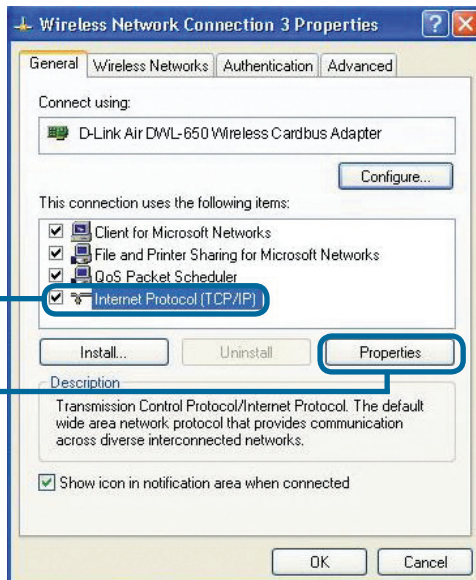 Wireless Network Connection 3 Properties
General Wireless Networks Authentication Advanced
Connect using:
D-Link Air DWL-650 Wireless Cardbus Adapter
Configure...
This connection uses the following items:
Client for Microsoft Networks
File and Printer Sharing for Microsoft Networks
QoS Packet Scheduler
Internet Protocol (TCP/IP)
Install... Uninstall Properties
Description
Transmission Control Protocol/Internet Protocol. The default
wide area network protocol that provides communication
across diverse interconnected networks.
Show icon in notification area when connected
OK Cancel